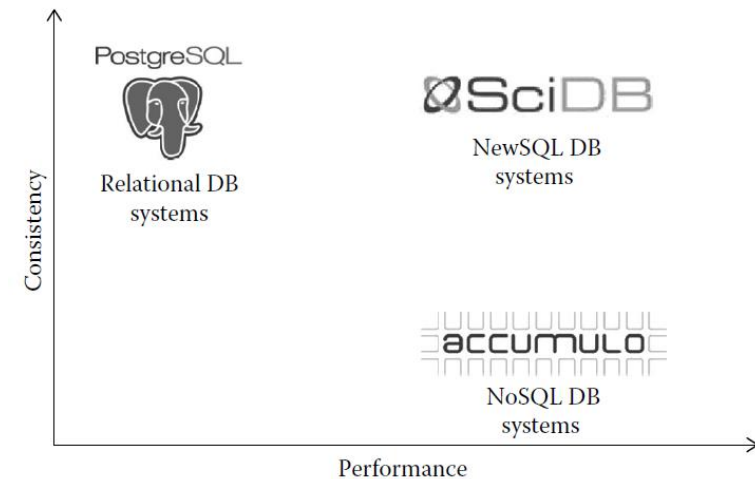 PostgreSQL
Relational DB
systems
SciDB
NewSQL DB
systems
accumulo
NoSQL DB
systems
Consistency
Performance